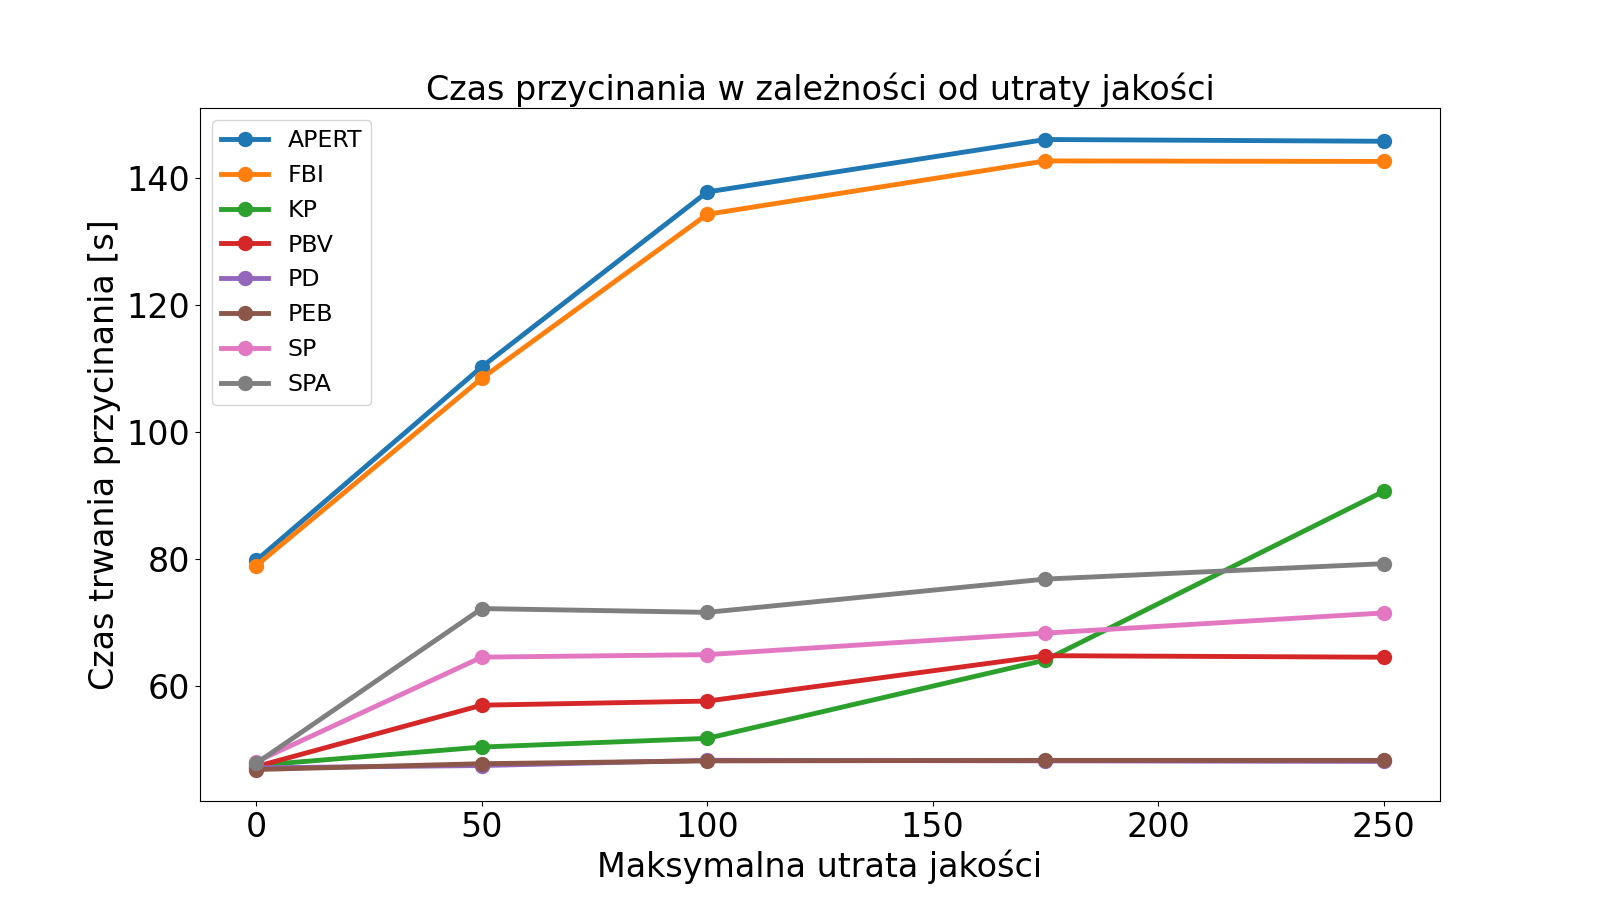 Czas przycinania w zależności od utraty jakości
APERT
FBI
KP
PBV
PD
PEB
SP
SPA
Czas trwania przycinania [s]
140
120
100
80
60
0 50 100 150 200 250
Maksymalna utrata jakości